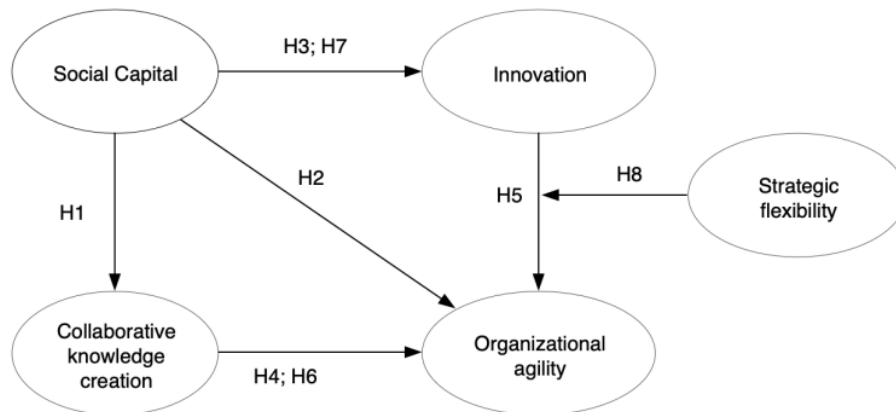 Social Capital
H3; H7
Innovation
H1
H2
H5
H8
Strategic
flexibility
Collaborative
knowledge
creation
H4; H6
Organizational
agility